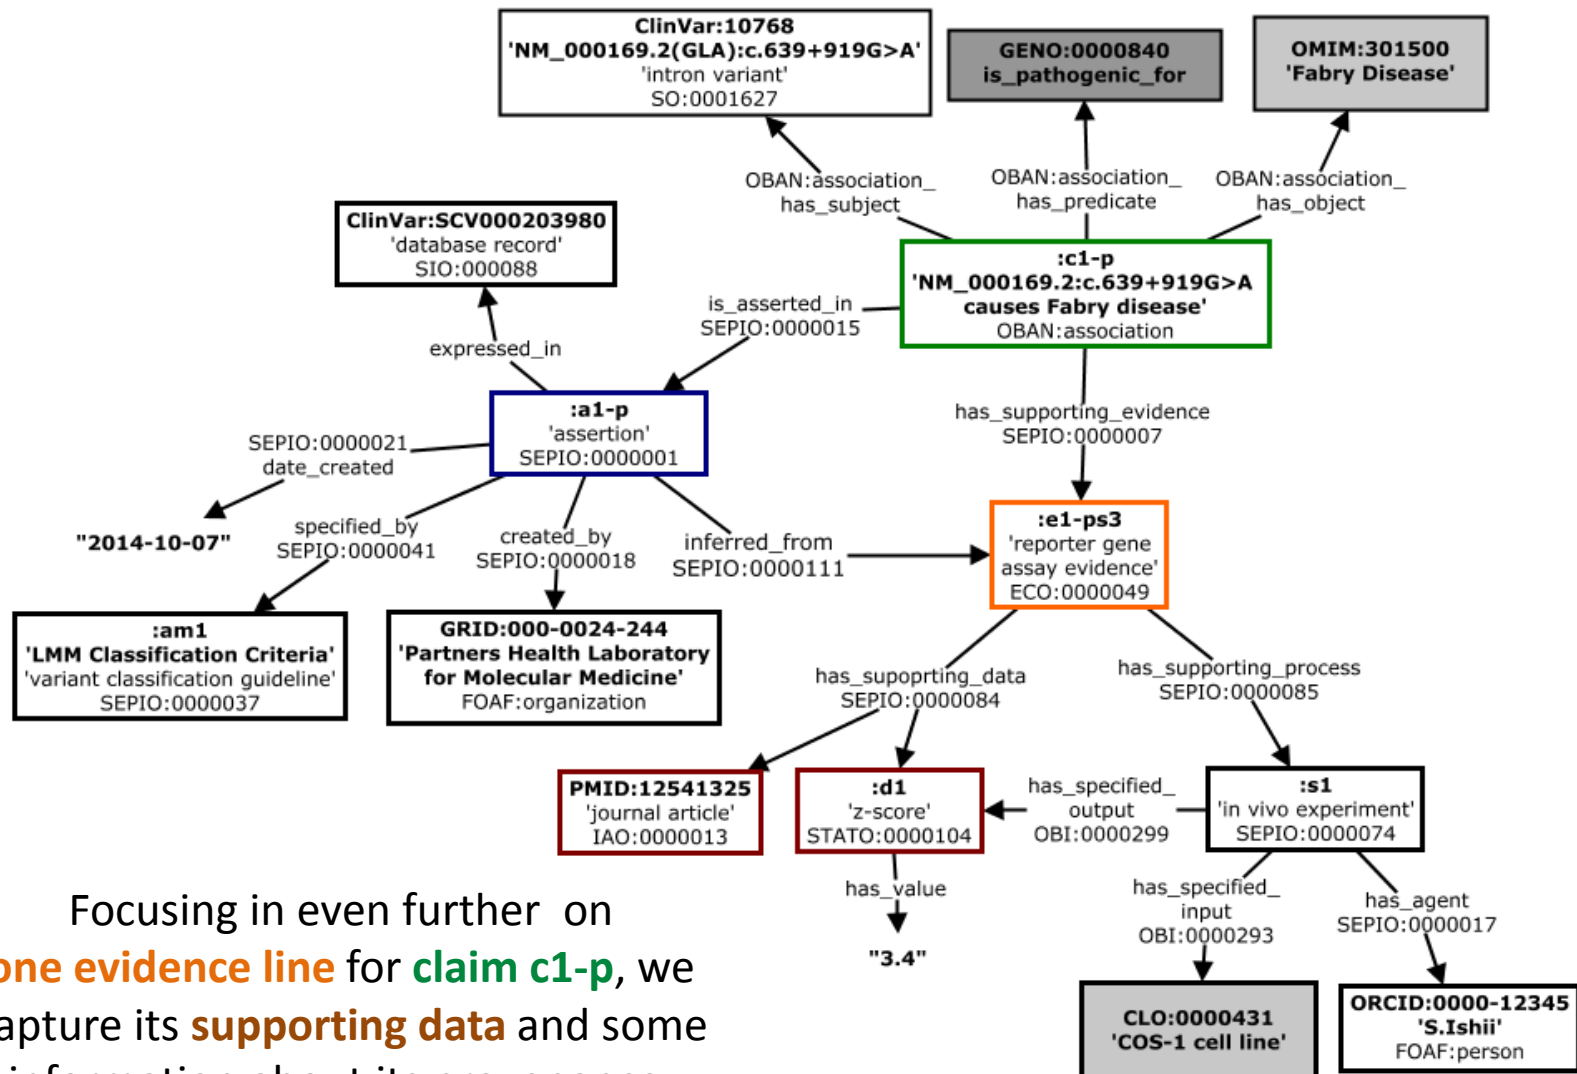 ClinVar:10768
'NM_000169.2(GLA):c.639+919G>A'
'intron variant'
SO:0001627
GENO:0000840
is_pathogenic_for
OMIM:301500
'Fabry Disease'
OBAN:association_
has_subject
OBAN:association_
has_predicate
OBAN:association_
has_object
ClinVar:SCV000203980
'database record'
SIO:000088
:c1-p
'NM_000169.2:c.639+919G>A
causes Fabry disease'
OBAN:association
is_asserted_in
SEPIO:0000015
expressed_in
:a1-p
'assertion'
SEPIO:0000001
has_supporting_evidence
SEPIO:0000007
SEPIO:0000021
date_created
"2014-10-07"
specified_by
SEPIO:0000041
created_by
SEPIO:0000018
inferred_from
SEPIO:0000111
:e1-ps3
'reporter gene
assay evidence'
ECO:0000049
:am1
'LMM Classification Criteria'
'variant classification guideline'
SEPIO:0000037
GRID:000-0024-244
'Partners Health Laboratory
for Molecular Medicine'
FOAF:organization
has_supoprting_data
SEPIO:0000084
has_supporting_process
SEPIO:0000085
PMID:12541325
'journal article'
IAO:0000013
:d1
'z-score'
STATO:0000104
has_specified_
output
OBI:0000299
:s1
'in vivo experiment'
SEPIO:0000074
has_value
"3.4"
has_specified_
input
OBI:0000293
has_agent
SEPIO:0000017
CLO:0000431
'COS-1 cell line'
ORCID:0000-12345
'S.Ishii'
FOAF:person
Focusing in even further on
one evidence line for claim c1-p, we
apture its supporting data and some
information about its provenance